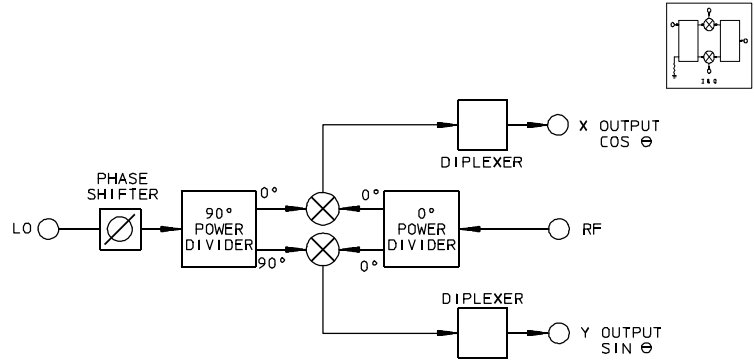 I & Q
X OUTPUT
COS Θ
DIPLEXER
PHASE
SHIFTER
0°
0°
LO
90°
POWER
DIVIDER
0°
POWER
DIVIDER
RF
90°
0°
DIPLEXER
Y OUTPUT
SIN Θ